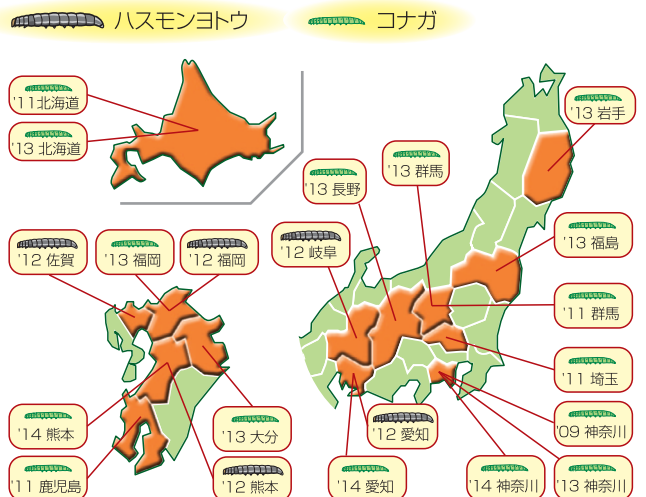 ハスモンヨトウ
コナガ
'11北海道
'13 北海道
'13 岩手
'13 群馬
'13 長野
'13 福島
'12 佐賀
'13 福岡
'12 福岡
'12 岐阜
'11 群馬
'11 埼玉
'14 熊本
'13 大分
'12 愛知
'09 神奈川
'11 鹿児島
'12 熊本
'14 愛知
'14 神奈川
'13 神奈川